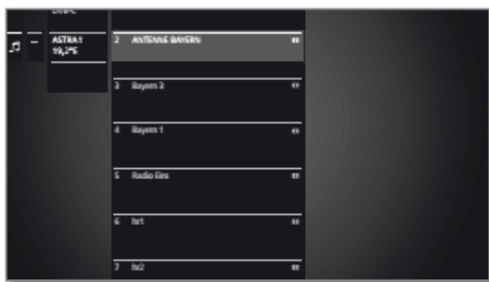 DVB-C
ASTRA1
19,2°E
2 ANTENNE BAYERN
3 Bayern 3
4 Bayern 1
5 Radio Eins
6 hr1
7 hr2